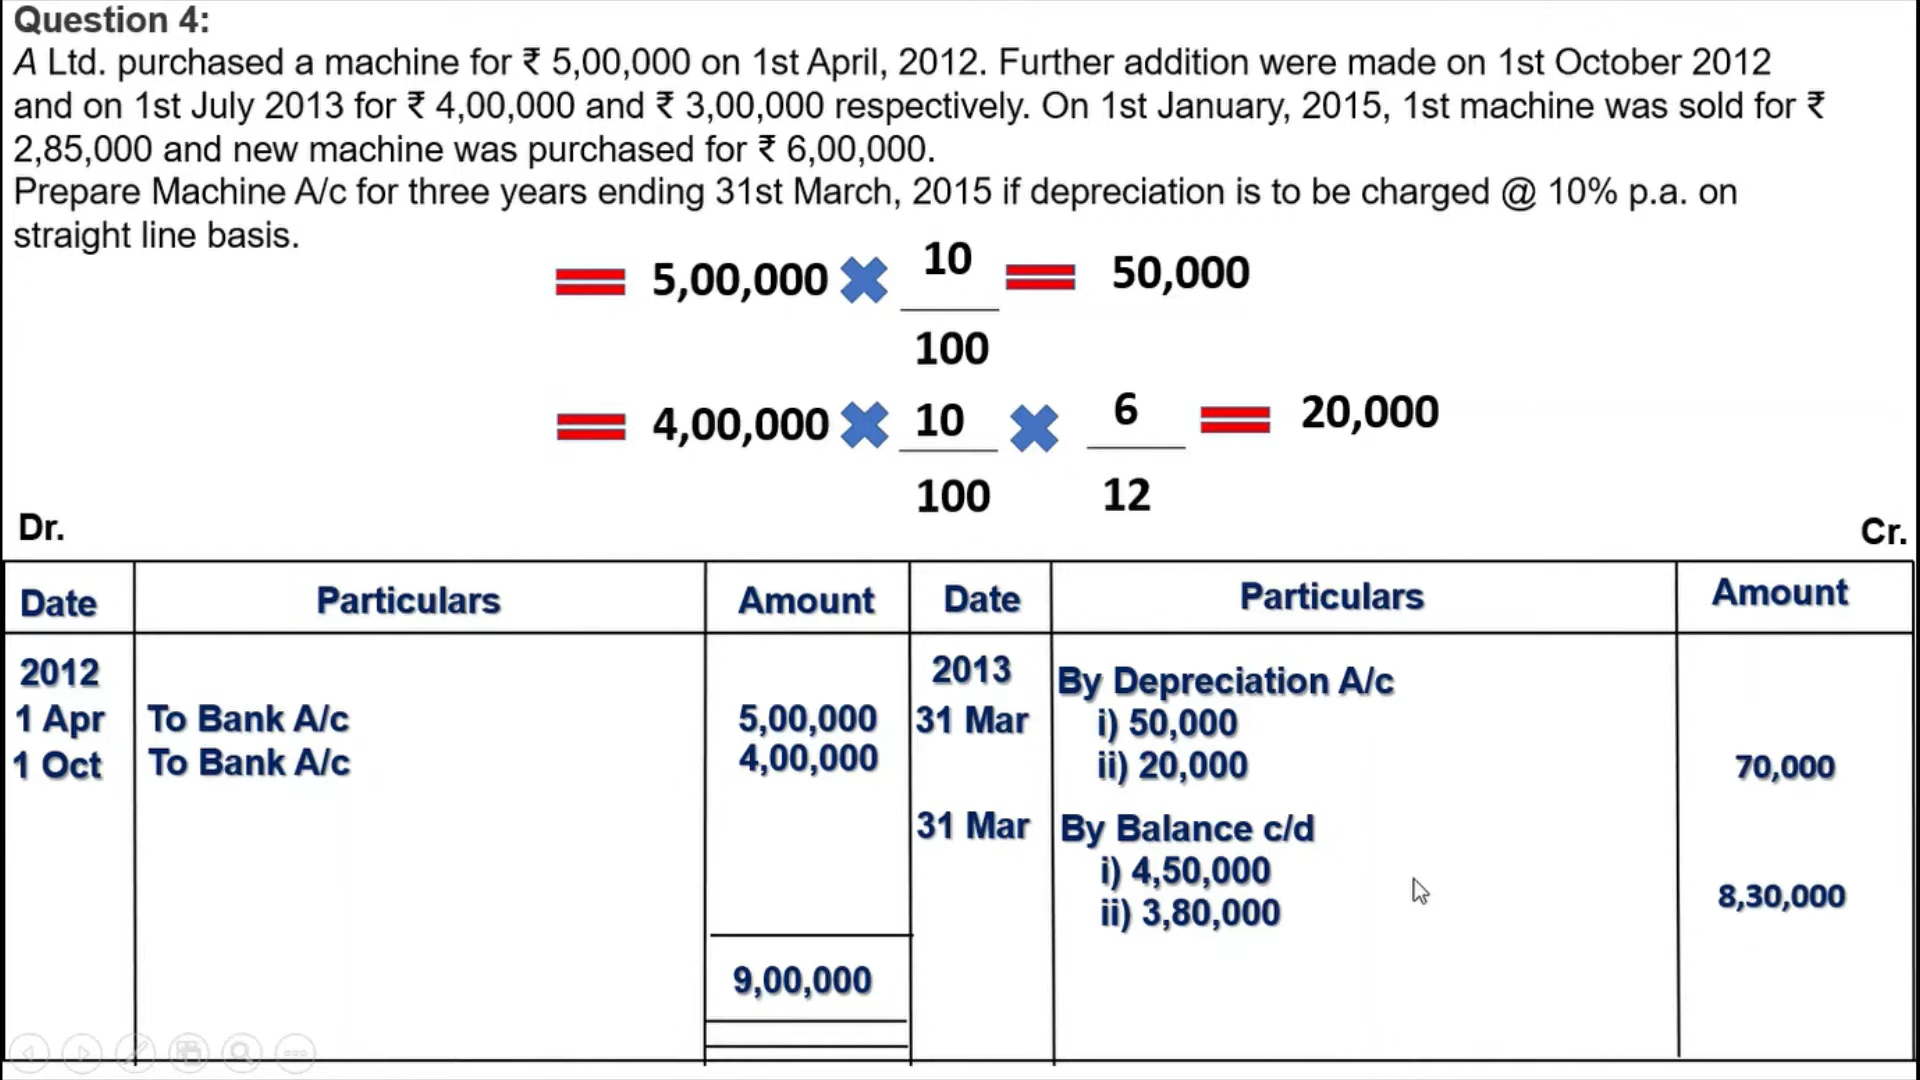 Question 4:
A Ltd. purchased a machine for ₹ 5,00,000 on 1st April, 2012. Further addition were made on 1st October 2012
and on 1st July 2013 for ₹ 4,00,000 and ₹ 3,00,000 respectively. On 1st January, 2015, 1st machine was sold for ₹
2,85,000 and new machine was purchased for ₹ 6,00,000.
Prepare Machine A/c for three years ending 31st March, 2015 if depreciation is to be charged @ 10% p.a. on
straight line basis.
= 5,00,000 × 10 = 50,000
100
= 4,00,000 × 10 × 6 = 20,000
100 12
Dr. Cr.
Date Particulars Amount Date Particulars Amount
2012 2013 By Depreciation A/c
1 Apr To Bank A/c 5,00,000 31 Mar i) 50,000
1 Oct To Bank A/c 4,00,000 ii) 20,000 70,000
31 Mar By Balance c/d
i) 4,50,000
8,30,000
ii) 3,80,000
9,00,000